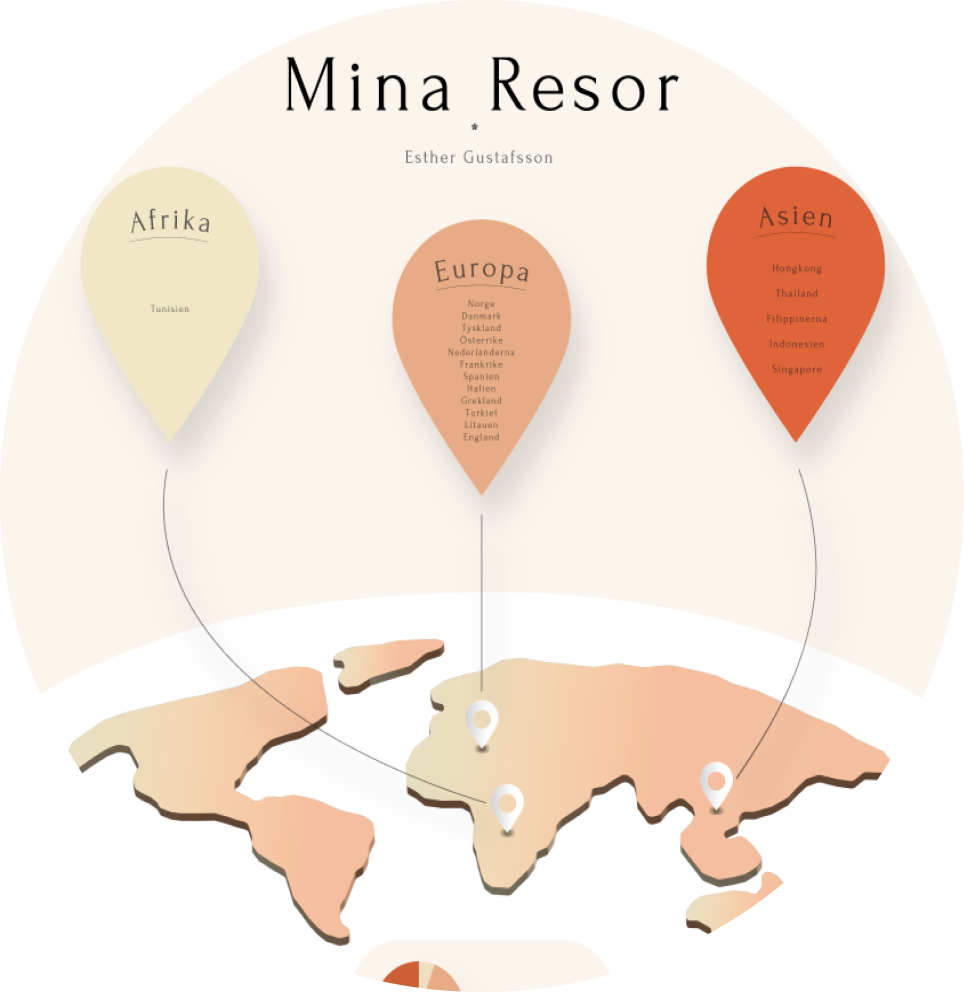 Mina Resor
*
Esther Gustafsson
Afrika
Tunisien
Europa
Norge
Danmark
Tyskland
Österrike
Nederländerna
Frankrike
Spanien
Italien
Grekland
Turkiet
Litauen
England
Asien
Hongkong
Thailand
Filippinerna
Indonesien
Singapore